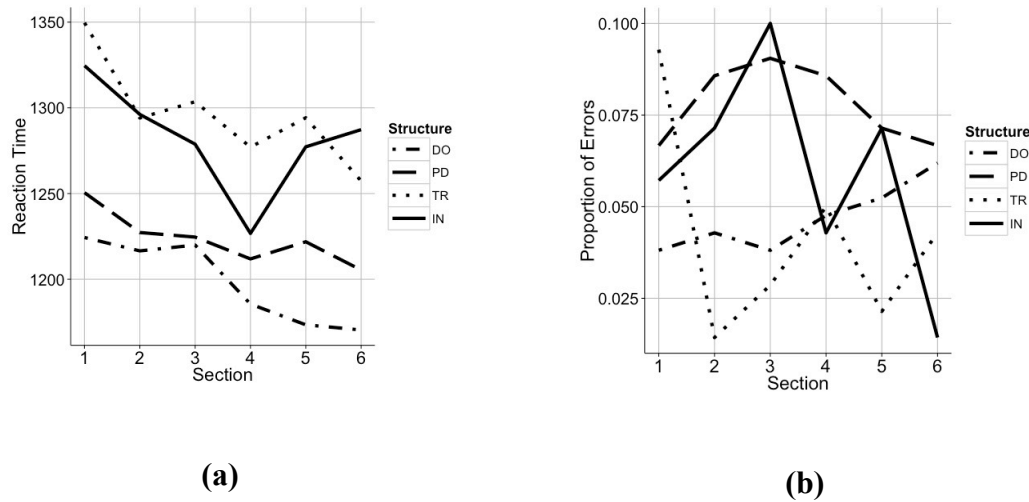 1350
1300
1250
1200
Reaction Time
1 2 3 4 5 6
Section
Structure
DO
PD
TR
IN
(a)
0.100
0.075
0.050
0.025
Proportion of Errors
1 2 3 4 5 6
Section
Structure
DO
PD
TR
IN
(b)